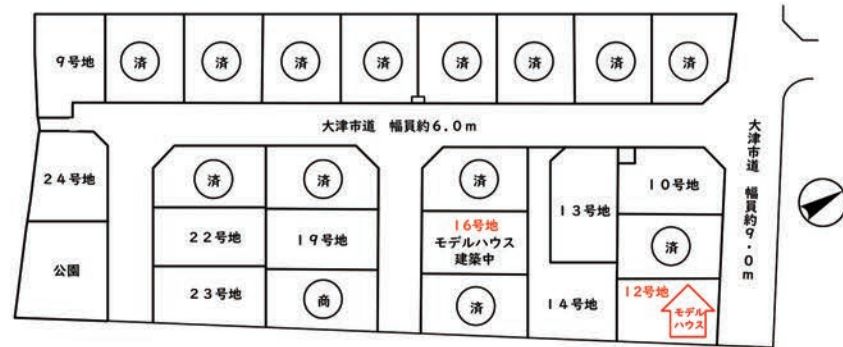 9号地
済
済
済
済
済
済
済
済
大津市道 幅員約6.0m
大津市道 幅員約9.0m
24号地
公園
済
済
22号地
19号地
23号地
商
済
16号地
モデルハウス
建築中
済
13号地
14号地
10号地
済
12号地
モデル
ハウス